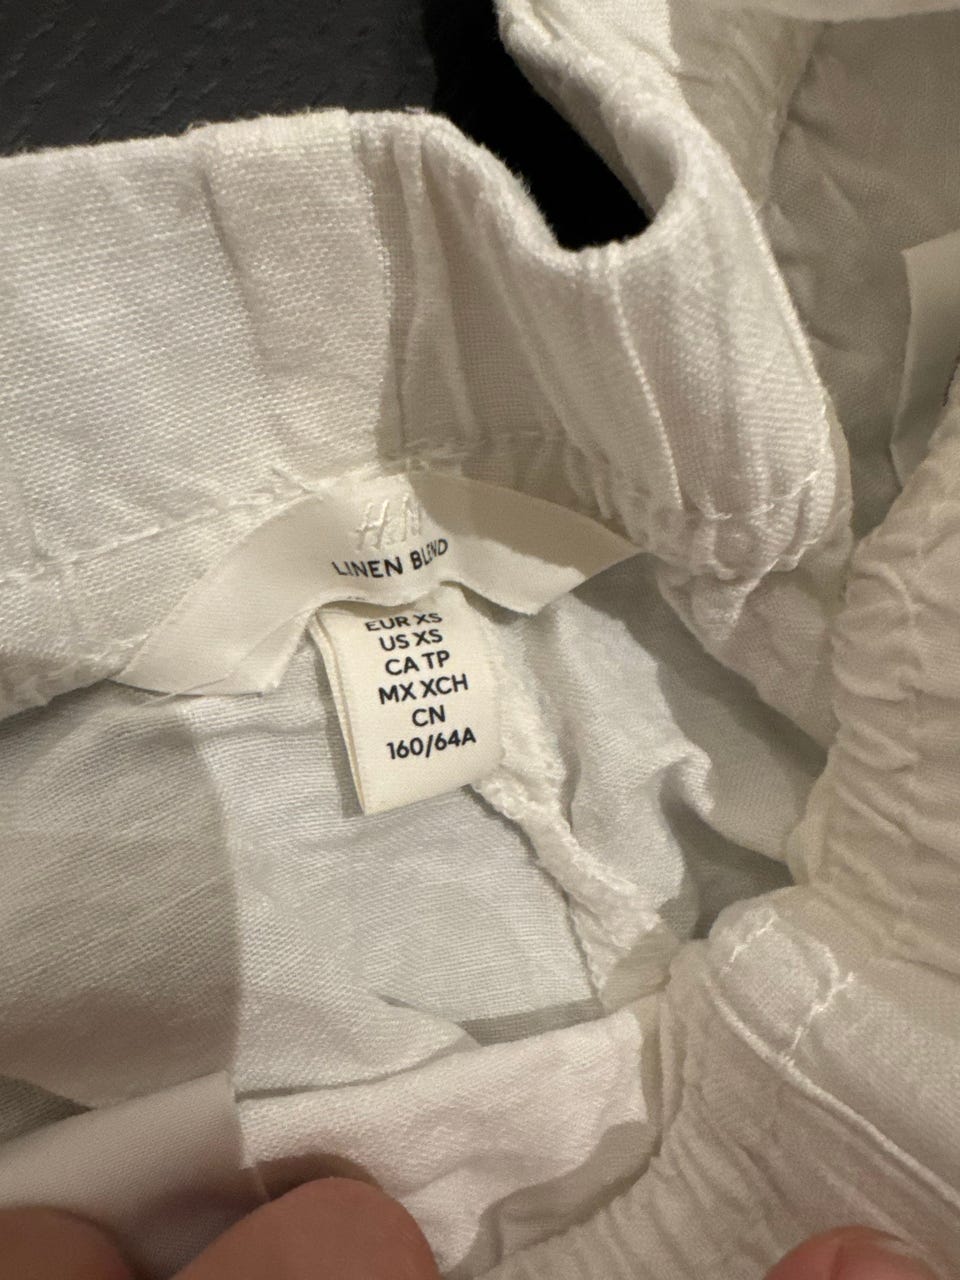 H&M
LINEN BLEND
EUR XS
US XS
CA TP
MX XCH
CN
160/64A